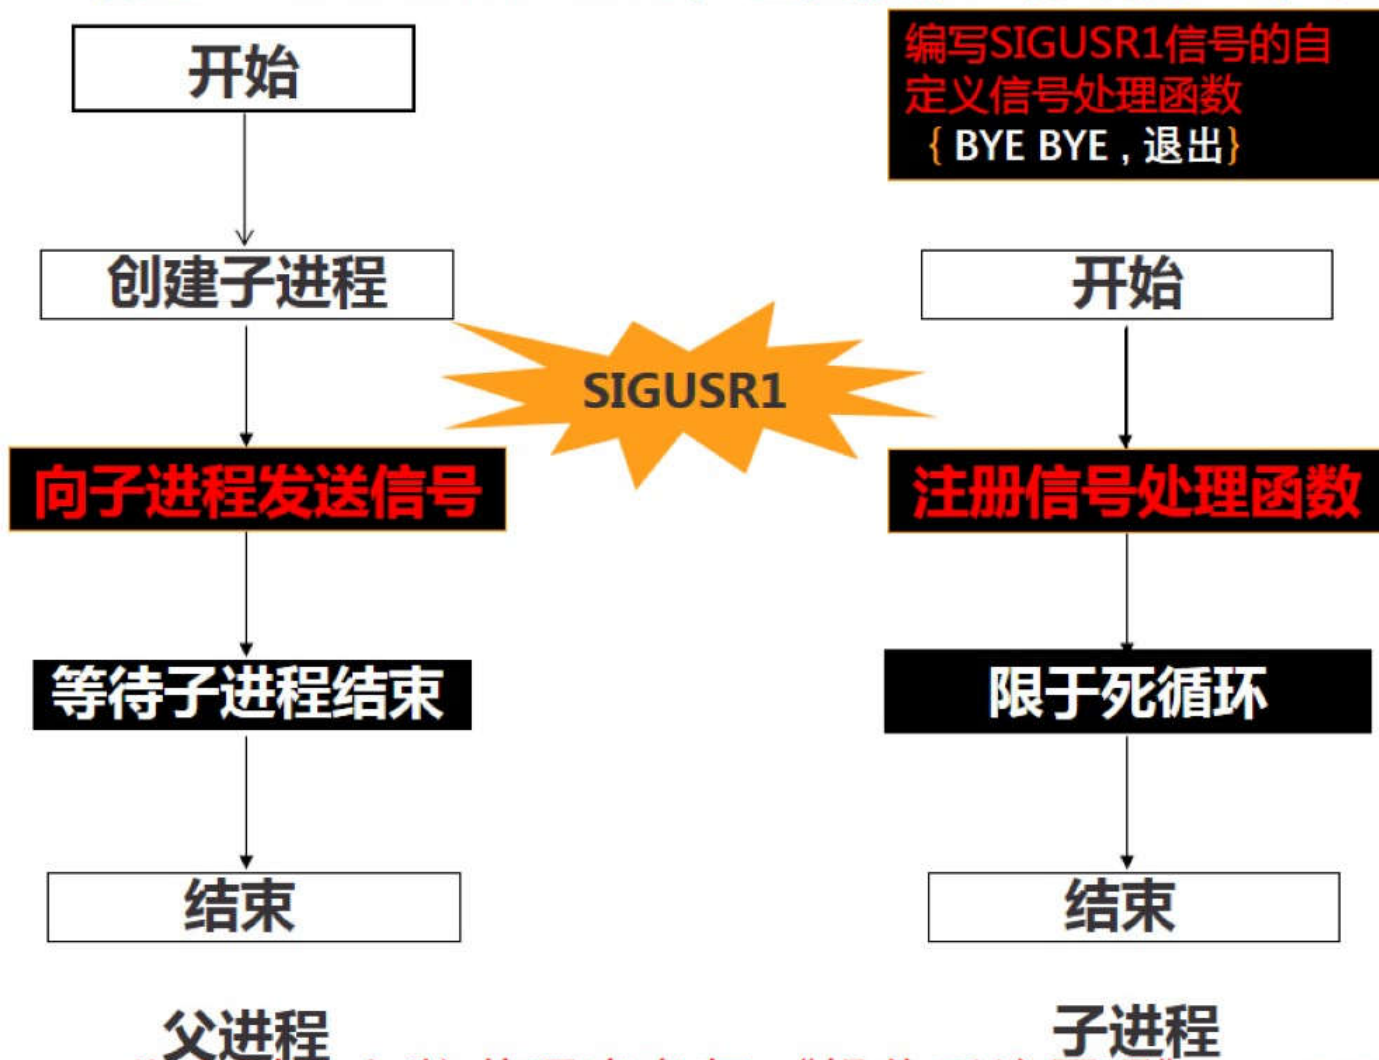 开始
创建子进程
向子进程发送信号
等待子进程结束
结束
父进程
SIGUSR1
编写SIGUSR1信号的自
定义信号处理函数
{ BYE BYE , 退出}
开始
注册信号处理函数
限于死循环
结束
子进程